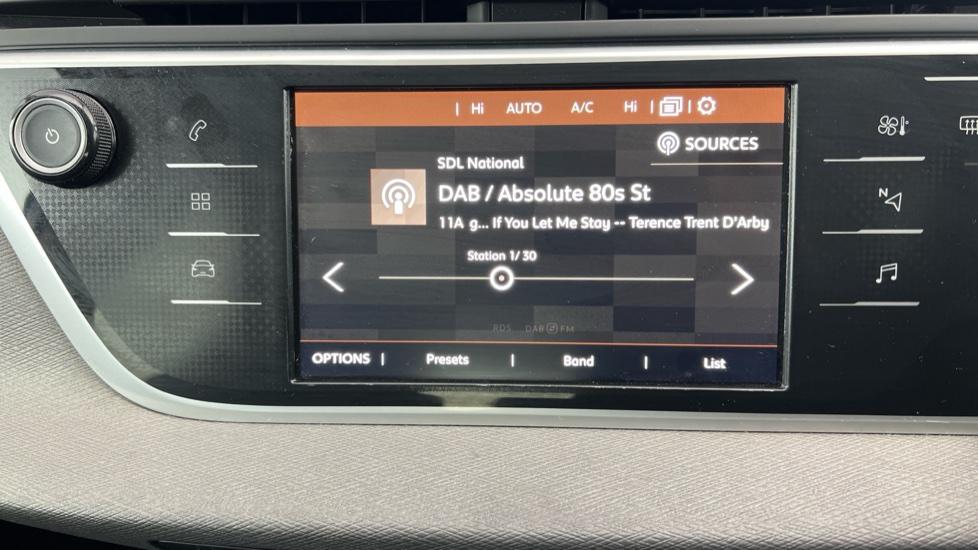 Hi AUTO A/C Hi
SOURCES
SDL National
DAB / Absolute 80s St
11A g... If You Let Me Stay -- Terence Trent D'Arby
Station 1/30
RDS DAB FM
OPTIONS Presets Band List
N